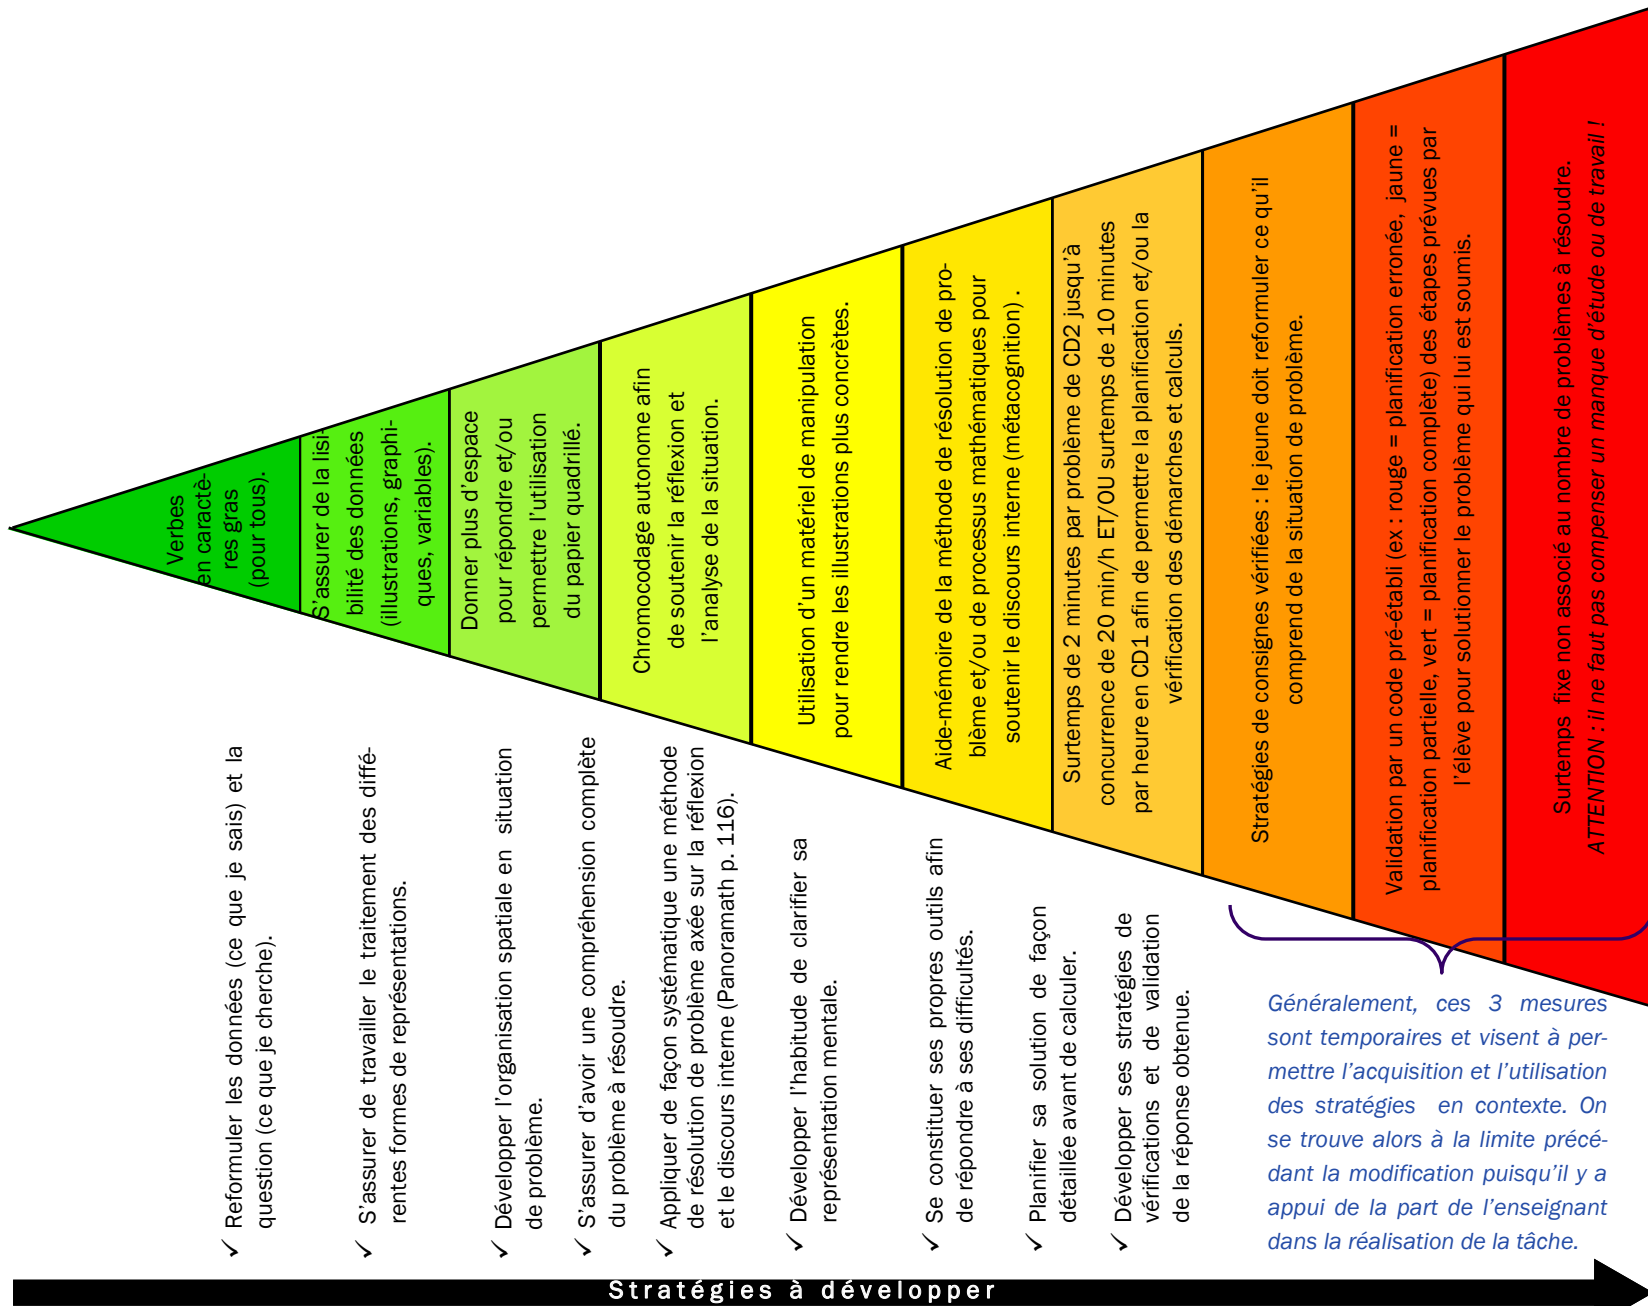 Verbes
en caractè-
res gras
(pour tous).
S'assurer de la lisi-
bilité des données
(illustrations, graphi-
ques, variables).
Donner plus d'espace
pour répondre et/ou
permettre l'utilisation
du papier quadrillé.
Chromocodage autonome afin
de soutenir la réflexion et
l'analyse de la situation.
Utilisation d'un matériel de manipulation
pour rendre les illustrations plus concrètes.
Aide-mémoire de la méthode de résolution de pro-
blème et/ou de processus mathématiques pour
soutenir le discours interne (métacognition) .
Surtemps de 2 minutes par problème de CD2 jusqu'à
concurrence de 20 min/h ET/OU surtemps de 10 minutes
par heure en CD1 afin de permettre la planification et/ou la
vérification des démarches et calculs.
Stratégies de consignes vérifiées : le jeune doit reformuler ce qu'il
comprend de la situation de problème.
Validation par un code pré-établi (ex : rouge = planification erronée, jaune =
planification partielle, vert = planification complète) des étapes prévues par
l'élève pour solutionner le problème qui lui est soumis.
Surtemps fixe non associé au nombre de problèmes à résoudre.
ATTENTION : il ne faut pas compenser un manque d'étude ou de travail !
✓ Reformuler les données (ce que je sais) et la
question (ce que je cherche).
✓ S'assurer de travailler le traitement des diffé-
rentes formes de représentations.
✓ Développer l'organisation spatiale en situation
de problème.
✓ S'assurer d'avoir une compréhension complète
du problème à résoudre.
✓ Appliquer de façon systématique une méthode
de résolution de problème axée sur la réflexion
et le discours interne (Panoramath p. 116).
✓ Développer l'habitude de clarifier sa
représentation mentale.
✓ Se constituer ses propres outils afin
de répondre à ses difficultés.
✓ Planifier sa solution de façon
détaillée avant de calculer.
✓ Développer ses stratégies de
vérifications et de validation
de la réponse obtenue.
Généralement, ces 3 mesures
sont temporaires et visent à per-
mettre l'acquisition et l'utilisation
des stratégies en contexte. On
se trouve alors à la limite précé-
dant la modification puisqu'il y a
appui de la part de l'enseignant
dans la réalisation de la tâche.
Stratégies à développer